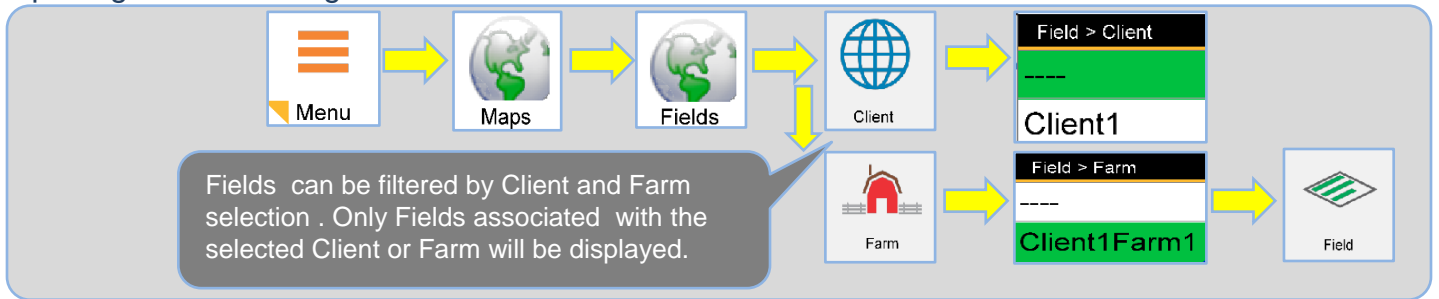 Menu
Maps
Fields
Client
Field > Client
----
Client1
Fields can be filtered by Client and Farm
selection . Only Fields associated with the
selected Client or Farm will be displayed.
Farm
Field > Farm
----
Client1Farm1
Field